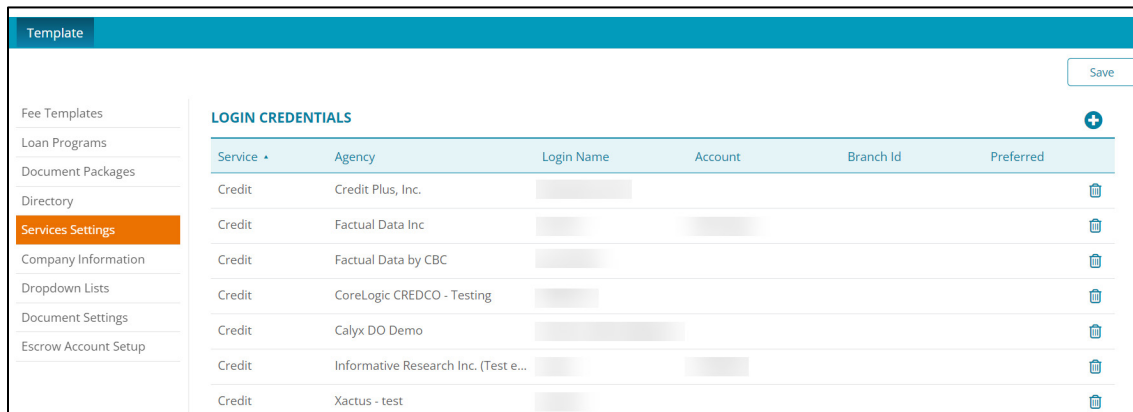 Template
Save
Fee Templates
Loan Programs
Document Packages
Directory
Services Settings
Company Information
Dropdown Lists
Document Settings
Escrow Account Setup
LOGIN CREDENTIALS
Service Agency Login Name Account Branch Id Preferred
Credit Credit Plus, Inc.
Credit Factual Data Inc
Credit Factual Data by CBC
Credit CoreLogic CREDCO - Testing
Credit Calyx DO Demo
Credit Informative Research Inc. (Test e...
Credit Xactus - test